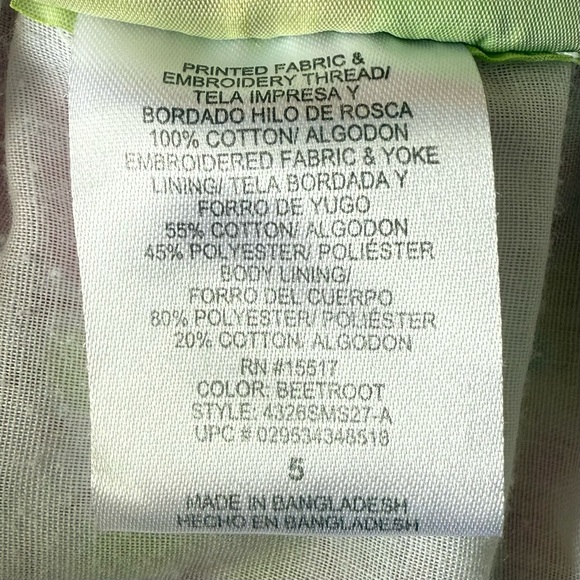 PRINTED FABRIC &
EMBROIDERY THREAD/
TELA IMPRESA Y
BORDADO HILO DE ROSCA
100% COTTON/ ALGODON
EMBROIDERED FABRIC & YOKE
LINING/ TELA BORDADA Y
FORRO DE YUGO
55% COTTON/ ALGODON
45% POLYESTER/ POLIÉSTER
BODY LINING/
FORRO DEL CUERPO
80% POLYESTER/ POLIÉSTER
20% COTTON/ ALGODON
RN #15517
COLOR: BEETROOT
STYLE: 4326SMS27-A
UPC # 029534348518
5
MADE IN BANGLADESH
HECHO EN BANGLADESH